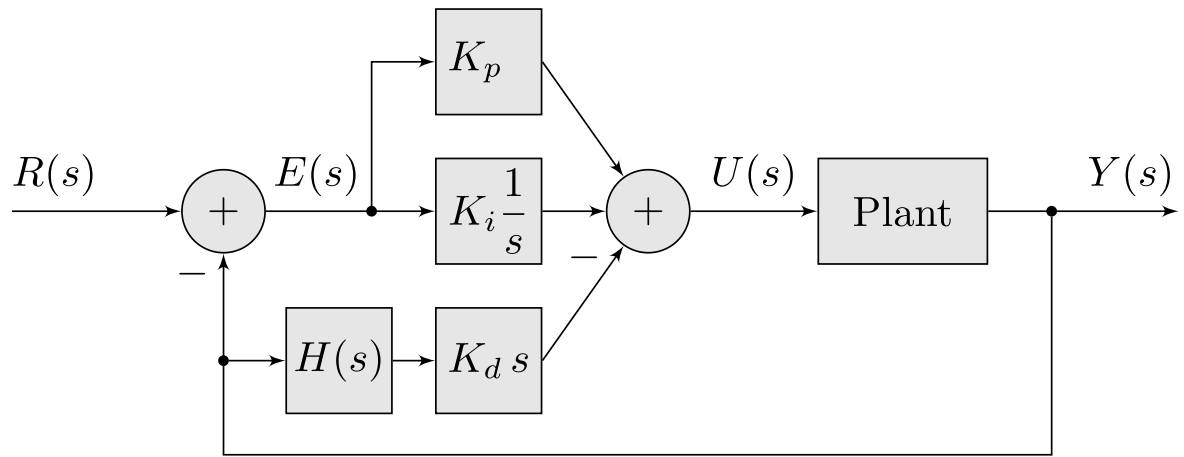 K_p
R(s)
+
E(s)
K_i 1/s
+
U(s)
Plant
Y(s)
−
−
H(s)
K_d s